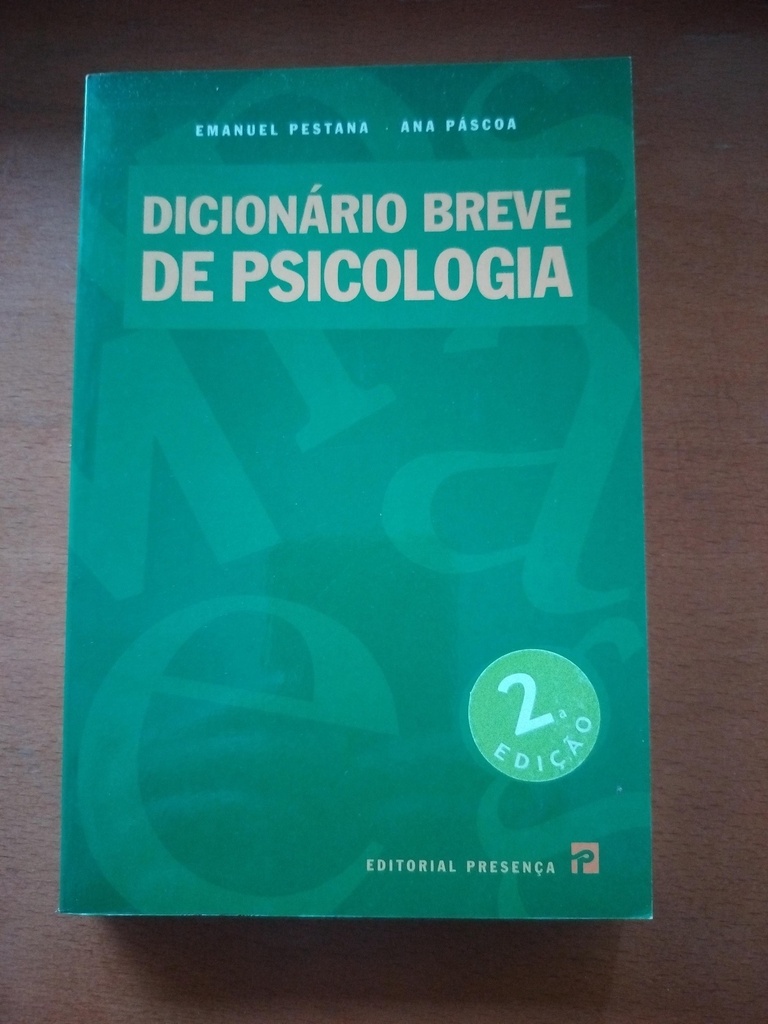 EMANUEL PESTANA · ANA PÁSCOA
DICIONÁRIO BREVE
DE PSICOLOGIA
2.ª
EDIÇÃO
EDITORIAL PRESENÇA